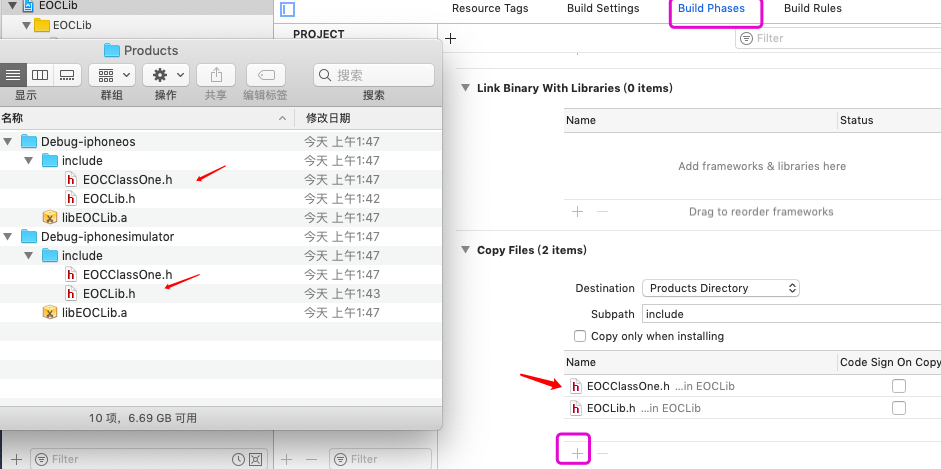 EOCLib
EOCLib
Resource Tags
Build Settings
Build Phases
Build Rules
PROJECT
Filter
Products
搜索
显示
群组
操作
共享
编辑标签
搜索
名称
修改日期
Debug-iphoneos
今天 上午1:47
include
今天 上午1:47
EOCClassOne.h
今天 上午1:47
EOCLib.h
今天 上午1:42
libEOCLib.a
今天 上午1:47
Debug-iphonesimulator
今天 上午1:47
include
今天 上午1:47
EOCClassOne.h
今天 上午1:47
EOCLib.h
今天 上午1:43
libEOCLib.a
今天 上午1:47
10 项，6.69 GB 可用
Filter
Filter
Link Binary With Libraries (0 items)
Name
Status
Add frameworks & libraries here
Drag to reorder frameworks
Copy Files (2 items)
Destination
Products Directory
Subpath
include
Copy only when installing
Name
Code Sign On Copy
EOCClassOne.h ...in EOCLib
EOCLib.h ...in EOCLib